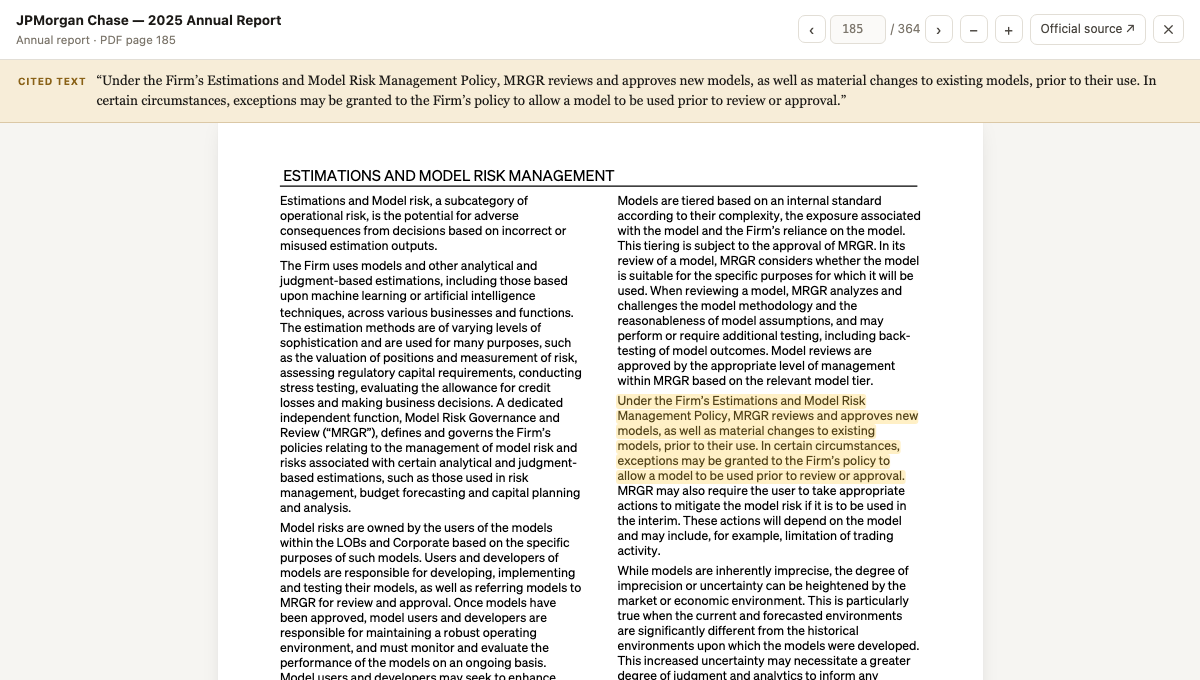 JPMorgan Chase — 2025 Annual Report
Annual report · PDF page 185
‹ 185 / 364 › − + Official source ↗ ✕
CITED TEXT “Under the Firm’s Estimations and Model Risk Management Policy, MRGR reviews and approves new models, as well as material changes to existing models, prior to their use. In
certain circumstances, exceptions may be granted to the Firm’s policy to allow a model to be used prior to review or approval.”
ESTIMATIONS AND MODEL RISK MANAGEMENT
Estimations and Model risk, a subcategory of
operational risk, is the potential for adverse
consequences from decisions based on incorrect or
misused estimation outputs.
The Firm uses models and other analytical and
judgment-based estimations, including those based
upon machine learning or artificial intelligence
techniques, across various businesses and functions.
The estimation methods are of varying levels of
sophistication and are used for many purposes, such
as the valuation of positions and measurement of risk,
assessing regulatory capital requirements, conducting
stress testing, evaluating the allowance for credit
losses and making business decisions. A dedicated
independent function, Model Risk Governance and
Review (“MRGR”), defines and governs the Firm’s
policies relating to the management of model risk and
risks associated with certain analytical and judgment-
based estimations, such as those used in risk
management, budget forecasting and capital planning
and analysis.
Model risks are owned by the users of the models
within the LOBs and Corporate based on the specific
purposes of such models. Users and developers of
models are responsible for developing, implementing
and testing their models, as well as referring models to
MRGR for review and approval. Once models have
been approved, model users and developers are
responsible for maintaining a robust operating
environment, and must monitor and evaluate the
performance of the models on an ongoing basis.
Model users and developers may seek to enhance
Models are tiered based on an internal standard
according to their complexity, the exposure associated
with the model and the Firm’s reliance on the model.
This tiering is subject to the approval of MRGR. In its
review of a model, MRGR considers whether the model
is suitable for the specific purposes for which it will be
used. When reviewing a model, MRGR analyzes and
challenges the model methodology and the
reasonableness of model assumptions, and may
perform or require additional testing, including back-
testing of model outcomes. Model reviews are
approved by the appropriate level of management
within MRGR based on the relevant model tier.
Under the Firm’s Estimations and Model Risk
Management Policy, MRGR reviews and approves new
models, as well as material changes to existing
models, prior to their use. In certain circumstances,
exceptions may be granted to the Firm’s policy to
allow a model to be used prior to review or approval.
MRGR may also require the user to take appropriate
actions to mitigate the model risk if it is to be used in
the interim. These actions will depend on the model
and may include, for example, limitation of trading
activity.
While models are inherently imprecise, the degree of
imprecision or uncertainty can be heightened by the
market or economic environment. This is particularly
true when the current and forecasted environments
are significantly different from the historical
environments upon which the models were developed.
This increased uncertainty may necessitate a greater
degree of judgment and analytics to inform any